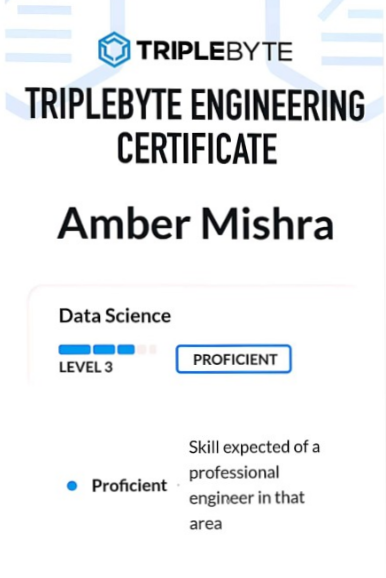 TRIPLEBYTE
TRIPLEBYTE ENGINEERING
CERTIFICATE
Amber Mishra
Data Science
LEVEL 3
PROFICIENT
Proficient
Skill expected of a
professional
engineer in that
area